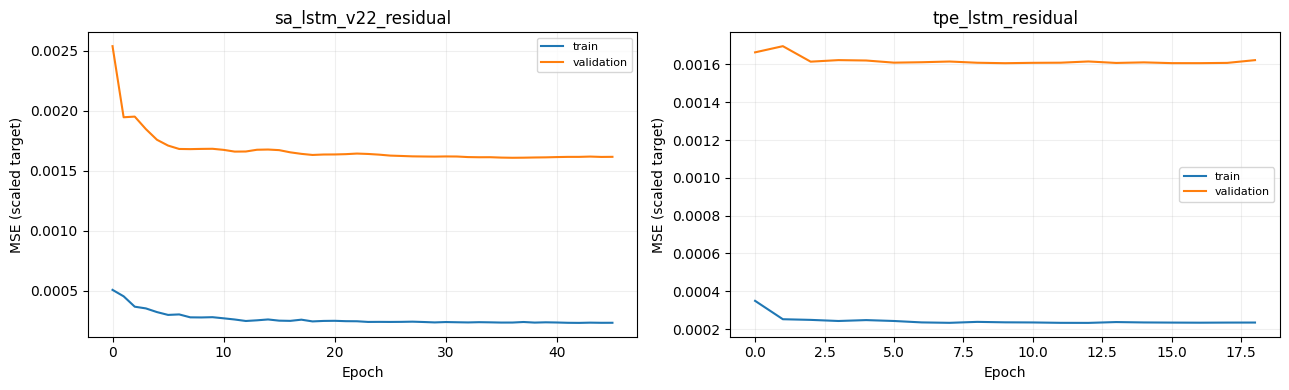 sa_lstm_v22_residual
MSE (scaled target)
0.0025
0.0020
0.0015
0.0010
0.0005
0
10
20
30
40
Epoch
train
validation
tpe_lstm_residual
MSE (scaled target)
0.0016
0.0014
0.0012
0.0010
0.0008
0.0006
0.0004
0.0002
0.0
2.5
5.0
7.5
10.0
12.5
15.0
17.5
Epoch
train
validation